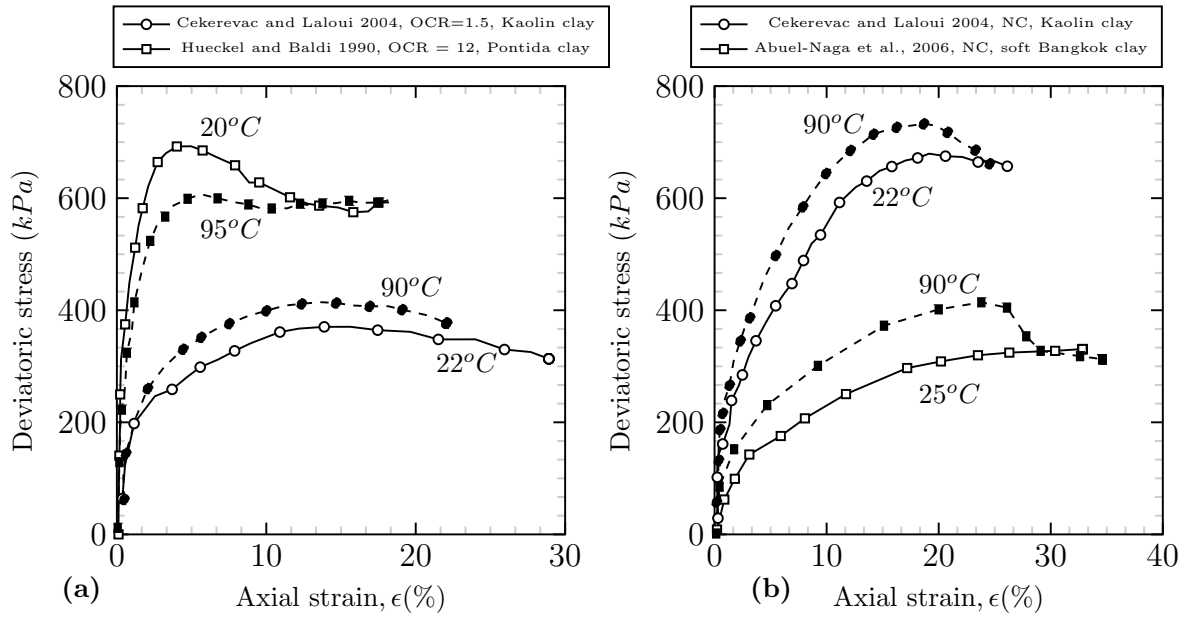 Cekerevac and Laloui 2004, OCR=1.5, Kaolin clay
Hueckel and Baldi 1990, OCR = 12, Pontida clay
800
600
400
200
0
0
10
20
30
20°C
95°C
90°C
22°C
Deviatoric stress (kPa)
Axial strain, ϵ(%)
(a)
Cekerevac and Laloui 2004, NC, Kaolin clay
Abuel-Naga et al., 2006, NC, soft Bangkok clay
800
600
400
200
0
0
10
20
30
40
90°C
22°C
90°C
25°C
Deviatoric stress (kPa)
Axial strain, ϵ(%)
(b)